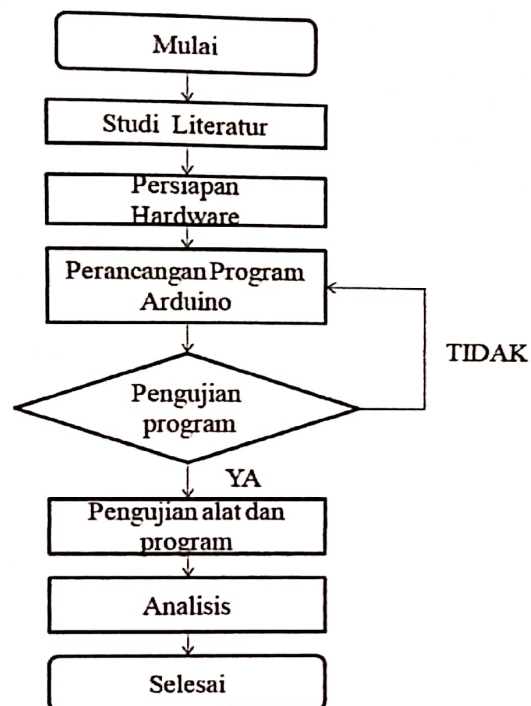 Mulai
Studi Literatur
Persiapan
Hardware
Perancangan Program
Arduino
TIDAK
Pengujian
program
YA
Pengujian alat dan
program
Analisis
Selesai